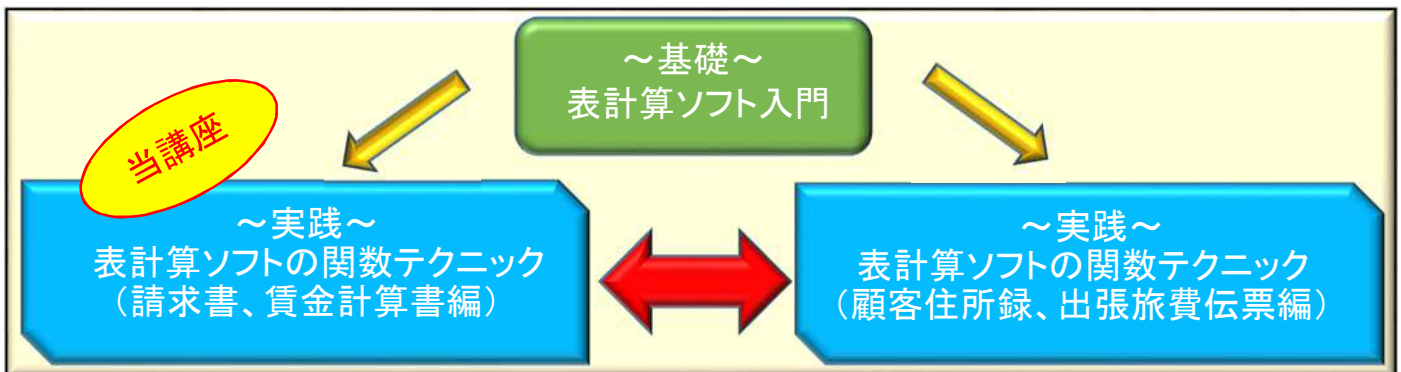 ～基礎～
表計算ソフト入門
当講座
～実践～
表計算ソフトの関数テクニック
（請求書、賃金計算書編）
～実践～
表計算ソフトの関数テクニック
（顧客住所録、出張旅費伝票編）